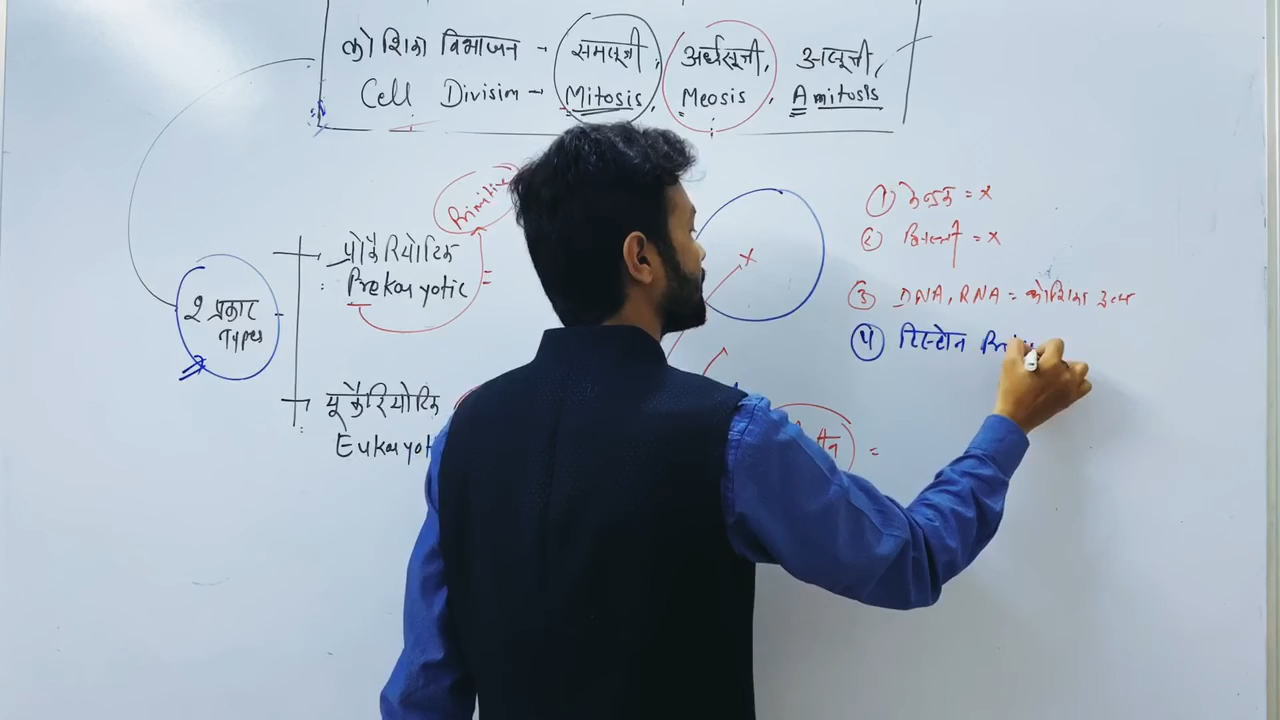 कोशिका विभाजन - समसूत्री, अर्धसूत्री, असूत्री
Cell Division - Mitosis, Meosis, Amitosis
2 प्रकार
Types
प्रोकैरियोटिक
Prokaryotic =
Primitive
यूकैरियोटिक
① केन्द्रक = x
② झिल्ली = x
③ DNA, RNA = कोशिका द्रव्य
④ हिस्टोन